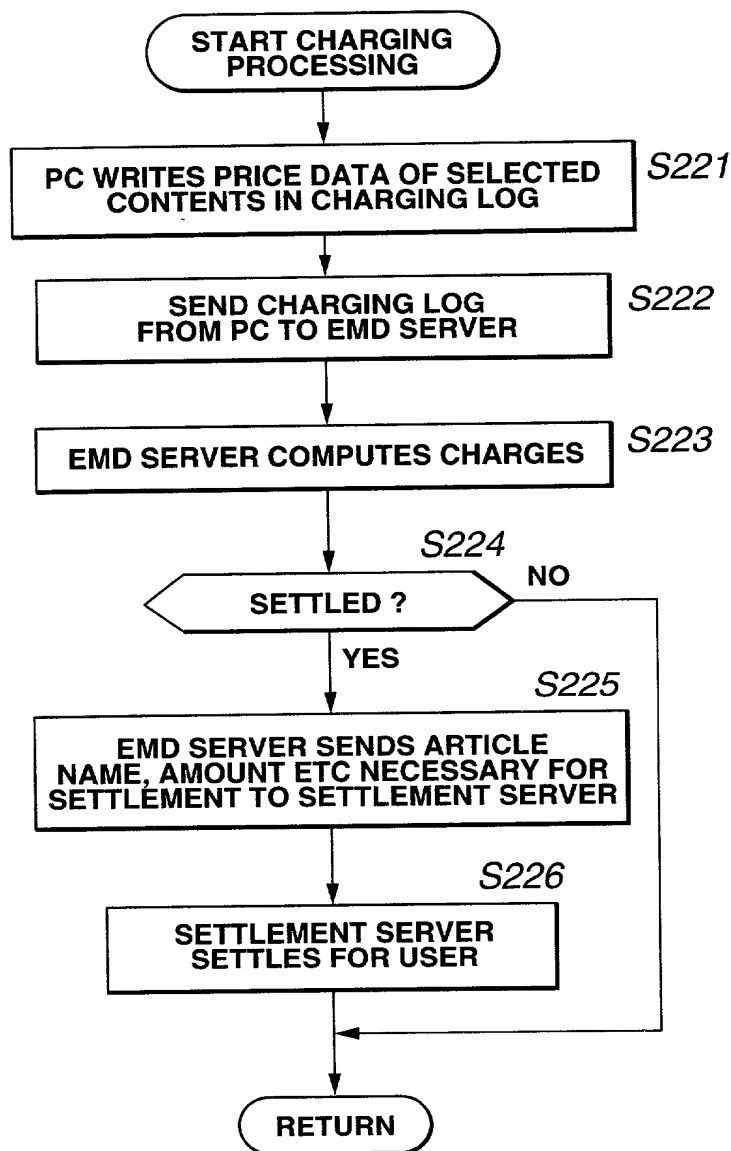 START CHARGING
PROCESSING
PC WRITES PRICE DATA OF SELECTED
CONTENTS IN CHARGING LOG
S221
SEND CHARGING LOG
FROM PC TO EMD SERVER
S222
EMD SERVER COMPUTES CHARGES
S223
S224
SETTLED ?
NO
YES
S225
EMD SERVER SENDS ARTICLE
NAME, AMOUNT ETC NECESSARY FOR
SETTLEMENT TO SETTLEMENT SERVER
S226
SETTLEMENT SERVER
SETTLES FOR USER
RETURN